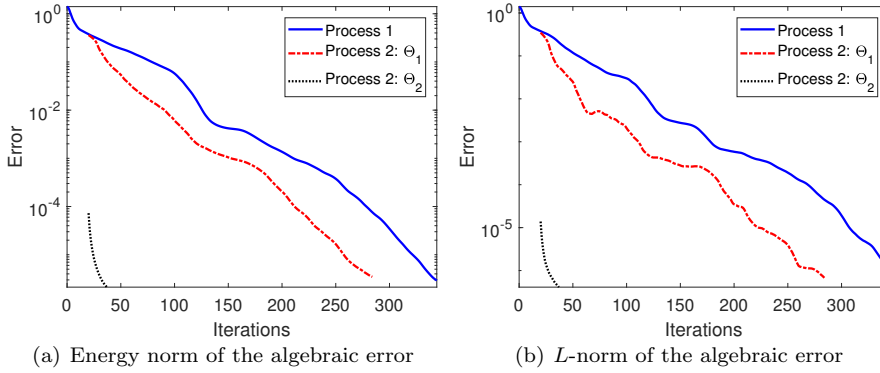 10^0
10^-2
10^-4
Error
0 50 100 150 200 250 300
Iterations
Process 1
Process 2: Θ_1
Process 2: Θ_2
(a) Energy norm of the algebraic error
10^0
10^-5
Error
0 50 100 150 200 250 300
Iterations
Process 1
Process 2: Θ_1
Process 2: Θ_2
(b) L-norm of the algebraic error